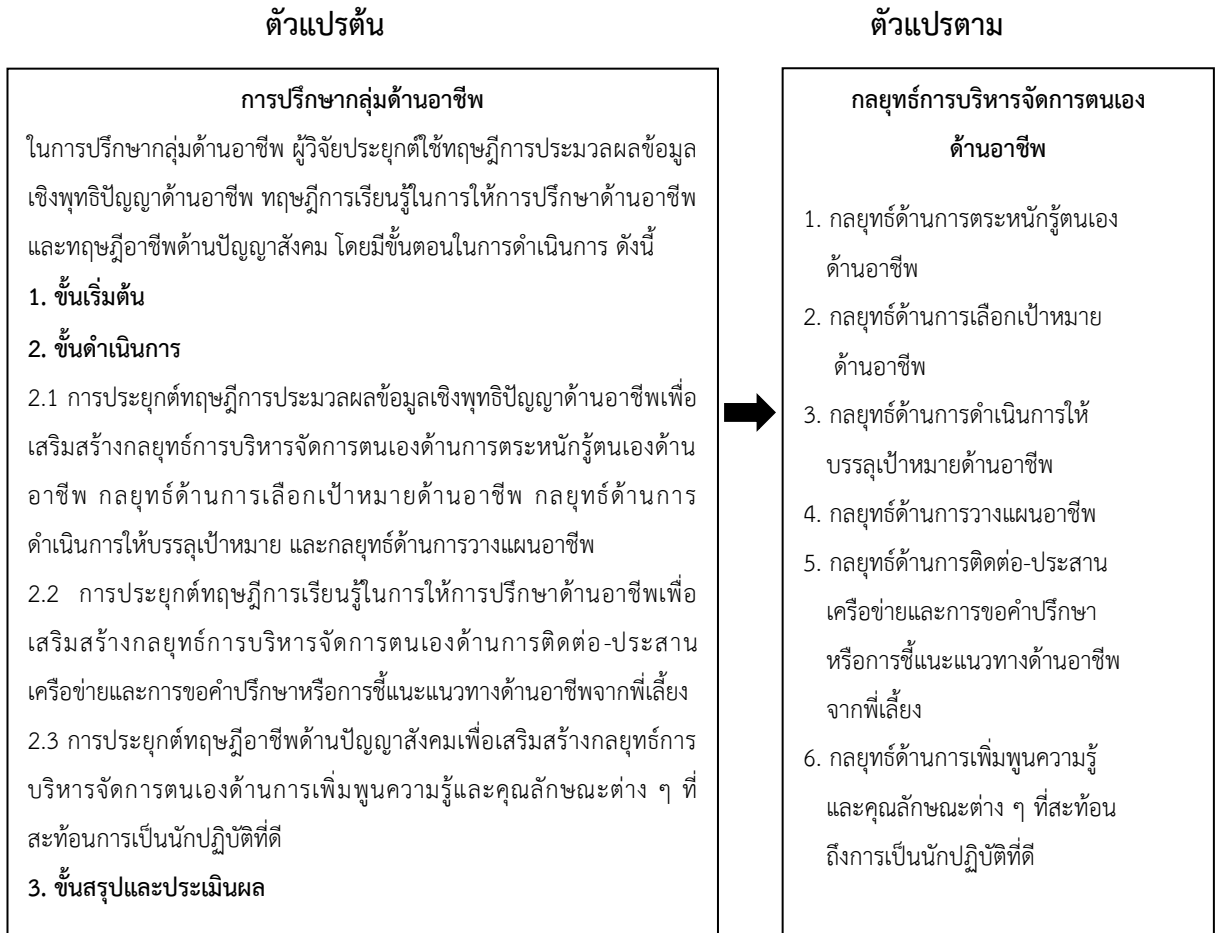 ตัวแปรต้น
ตัวแปรตาม
การปรึกษากลุ่มด้านอาชีพ
ในการปรึกษากลุ่มด้านอาชีพ ผู้วิจัยประยุกต์ใช้ทฤษฎีการประมวลผลข้อมูล
เชิงพุทธิปัญญาด้านอาชีพ ทฤษฎีการเรียนรู้ในการให้การปรึกษาด้านอาชีพ
และทฤษฎีอาชีพด้านปัญญาสังคม โดยมีขั้นตอนในการดำเนินการ ดังนี้
1. ขั้นเริ่มต้น
2. ขั้นดำเนินการ
2.1 การประยุกต์ทฤษฎีการประมวลผลข้อมูลเชิงพุทธิปัญญาด้านอาชีพเพื่อ
เสริมสร้างกลยุทธ์การบริหารจัดการตนเองด้านการตระหนักรู้ตนเองด้าน
อาชีพ กลยุทธ์ด้านการเลือกเป้าหมายด้านอาชีพ กลยุทธ์ด้านการ
ดำเนินการให้บรรลุเป้าหมาย และกลยุทธ์ด้านการวางแผนอาชีพ
2.2 การประยุกต์ทฤษฎีการเรียนรู้ในการให้การปรึกษาด้านอาชีพเพื่อ
เสริมสร้างกลยุทธ์การบริหารจัดการตนเองด้านการติดต่อ-ประสาน
เครือข่ายและการขอคำปรึกษาหรือการชี้แนะแนวทางด้านอาชีพจากพี่เลี้ยง
2.3 การประยุกต์ทฤษฎีอาชีพด้านปัญญาสังคมเพื่อเสริมสร้างกลยุทธ์การ
บริหารจัดการตนเองด้านการเพิ่มพูนความรู้และคุณลักษณะต่าง ๆ ที่
สะท้อนการเป็นนักปฏิบัติที่ดี
3. ขั้นสรุปและประเมินผล
กลยุทธ์การบริหารจัดการตนเอง
ด้านอาชีพ
1. กลยุทธ์ด้านการตระหนักรู้ตนเอง
ด้านอาชีพ
2. กลยุทธ์ด้านการเลือกเป้าหมาย
ด้านอาชีพ
3. กลยุทธ์ด้านการดำเนินการให้
บรรลุเป้าหมายด้านอาชีพ
4. กลยุทธ์ด้านการวางแผนอาชีพ
5. กลยุทธ์ด้านการติดต่อ-ประสาน
เครือข่ายและการขอคำปรึกษา
หรือการชี้แนะแนวทางด้านอาชีพ
จากพี่เลี้ยง
6. กลยุทธ์ด้านการเพิ่มพูนความรู้
และคุณลักษณะต่าง ๆ ที่สะท้อน
ถึงการเป็นนักปฏิบัติที่ดี